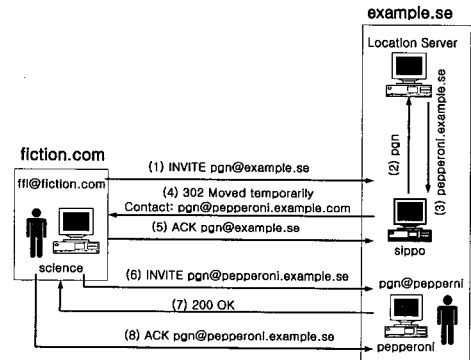 example.se
Location Server
(2) pgn
(3) pepperoni.example.se
fiction.com
ffl@fiction.com
(1) INVITE pgn@example.se
(4) 302 Moved temporarily
Contact: pgn@pepperoni.example.com
(5) ACK pgn@example.se
sippo
science
(6) INVITE pgn@pepperoni.example.se
pgn@pepperni
(7) 200 OK
(8) ACK pgn@pepperoni.example.se
pepperoni